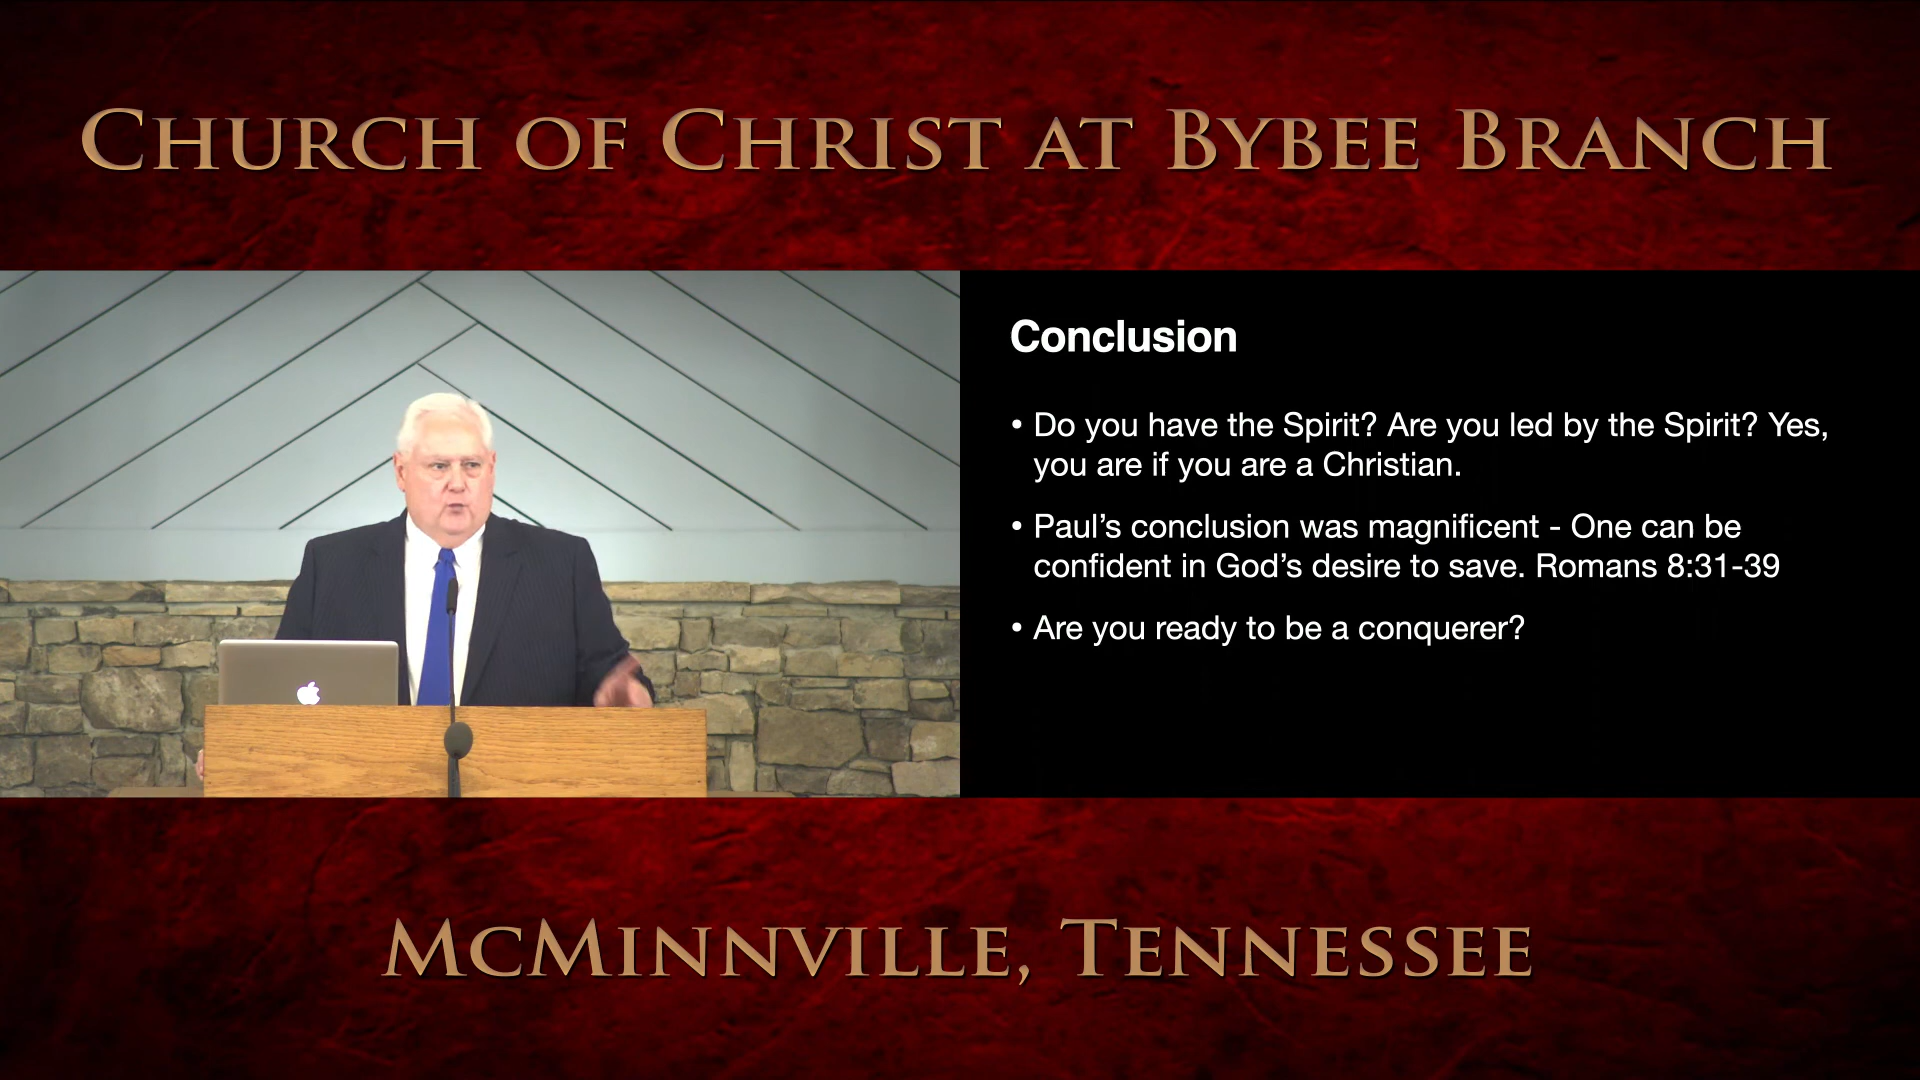 Church of Christ at Bybee Branch
Conclusion
• Do you have the Spirit? Are you led by the Spirit? Yes,
you are if you are a Christian.
• Paul’s conclusion was magnificent - One can be
confident in God’s desire to save. Romans 8:31-39
• Are you ready to be a conquerer?
McMinnville, Tennessee